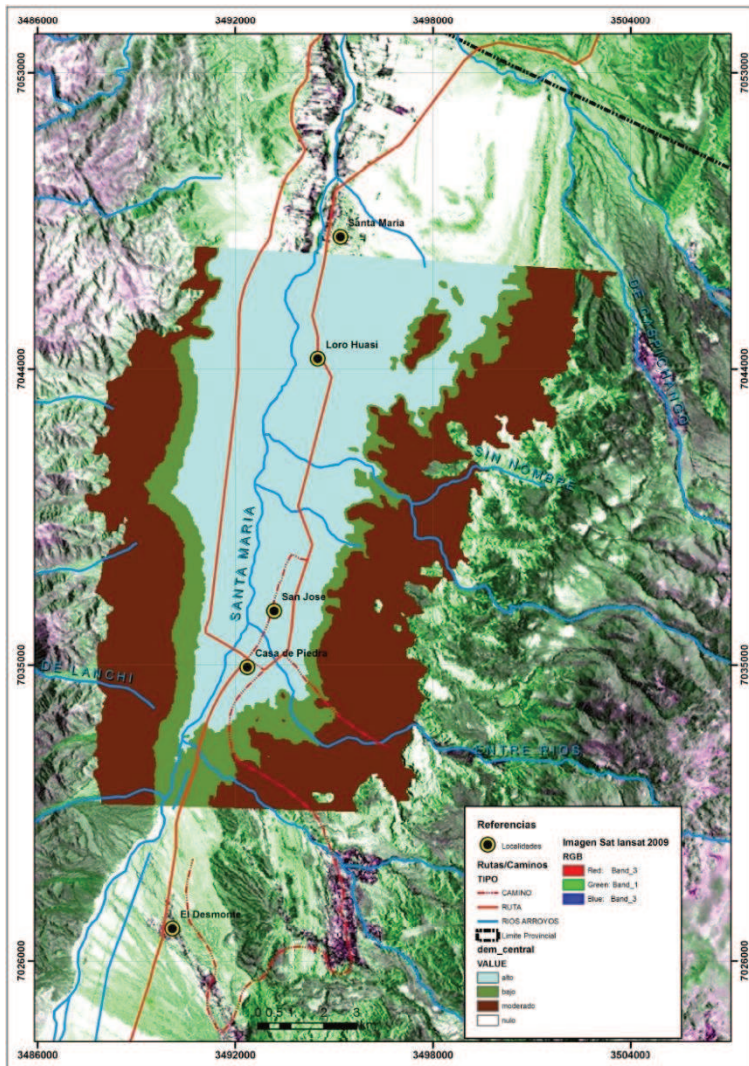 3486000 3492000 3498000 3504000
7053000 7053000
Santa Maria
Loro Huasi
7044000 7044000
SIN NOMBRE
SANTA MARIA
San Jose
Casa de Piedra
7035000 7035000
DE LANCHI
ENTRE RIOS
Referencias
Localidades
Rutas/Caminos
TIPO
CAMINO
RUTA
RIOS ARROYOS
Limite Provincial
dem_central
VALUE
alto
bajo
moderado
nulo
Imagen Sat lansat 2009
RGB
Red: Band_3
Green: Band_1
Blue: Band_3
El Desmonte
7026000 7026000
3486000 3492000 3498000 3504000